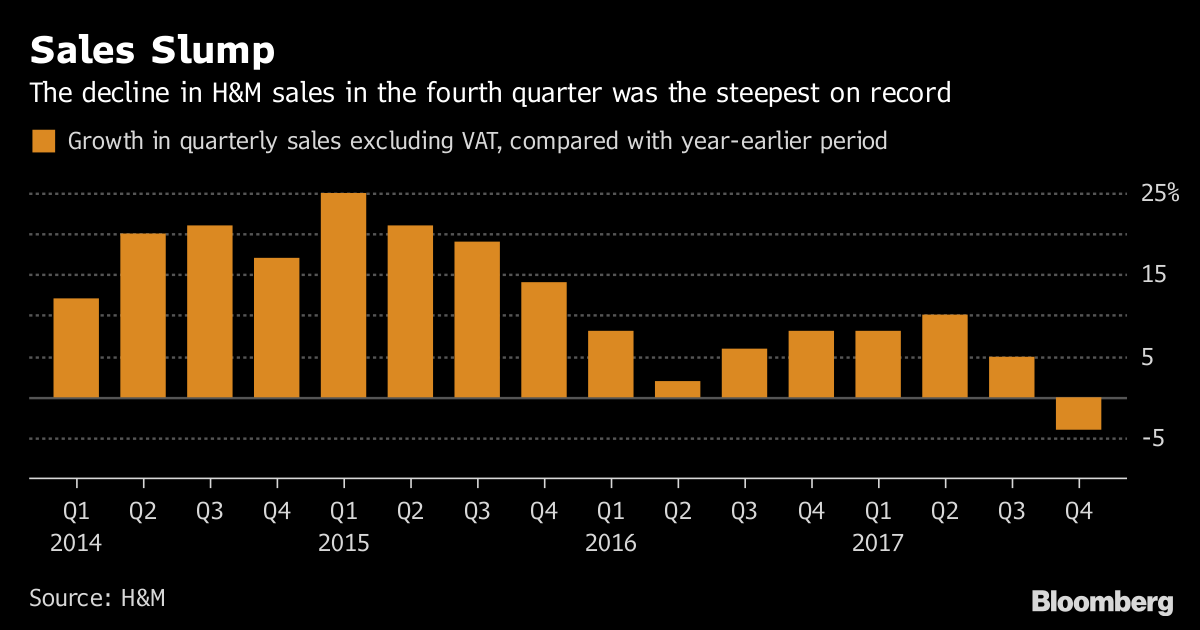 Sales Slump
The decline in H&M sales in the fourth quarter was the steepest on record
Growth in quarterly sales excluding VAT, compared with year-earlier period
25%
15
5
-5
Q1 Q2 Q3 Q4 Q1 Q2 Q3 Q4 Q1 Q2 Q3 Q4 Q1 Q2 Q3 Q4
2014 2015 2016 2017
Source: H&M
Bloomberg